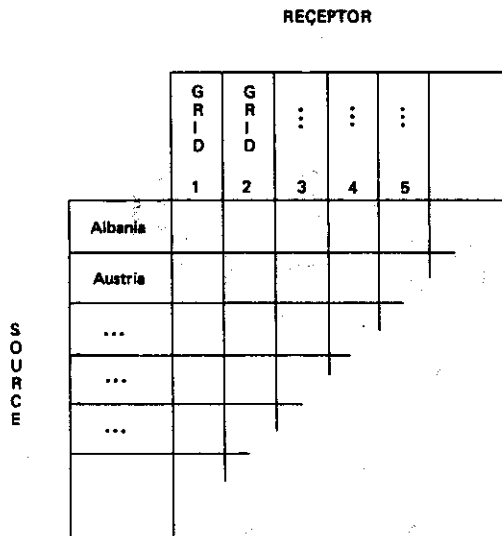 RECEPTOR
GRID GRID ⋮ ⋮ ⋮
1 2 3 4 5
Albania
Austria
...
...
...
SOURCE